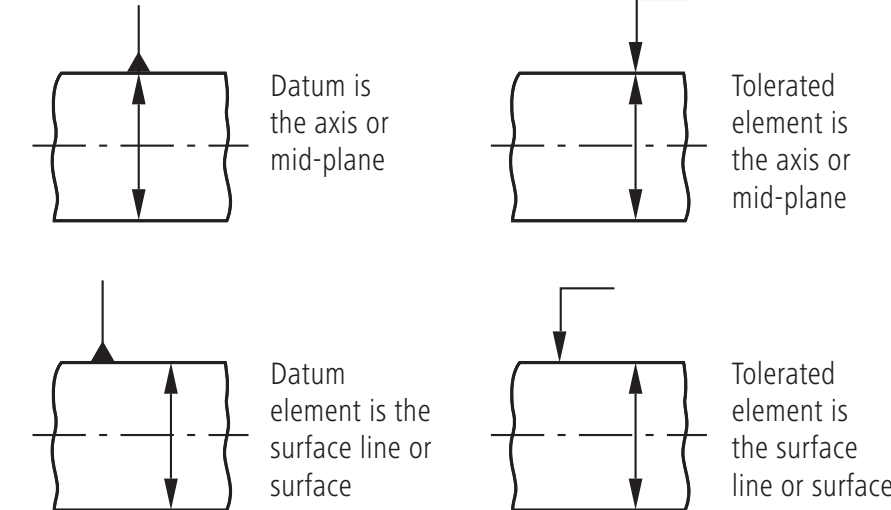 Datum is
the axis or
mid-plane
Tolerated
element is
the axis or
mid-plane
Datum
element is the
surface line or
surface
Tolerated
element is
the surface
line or surface